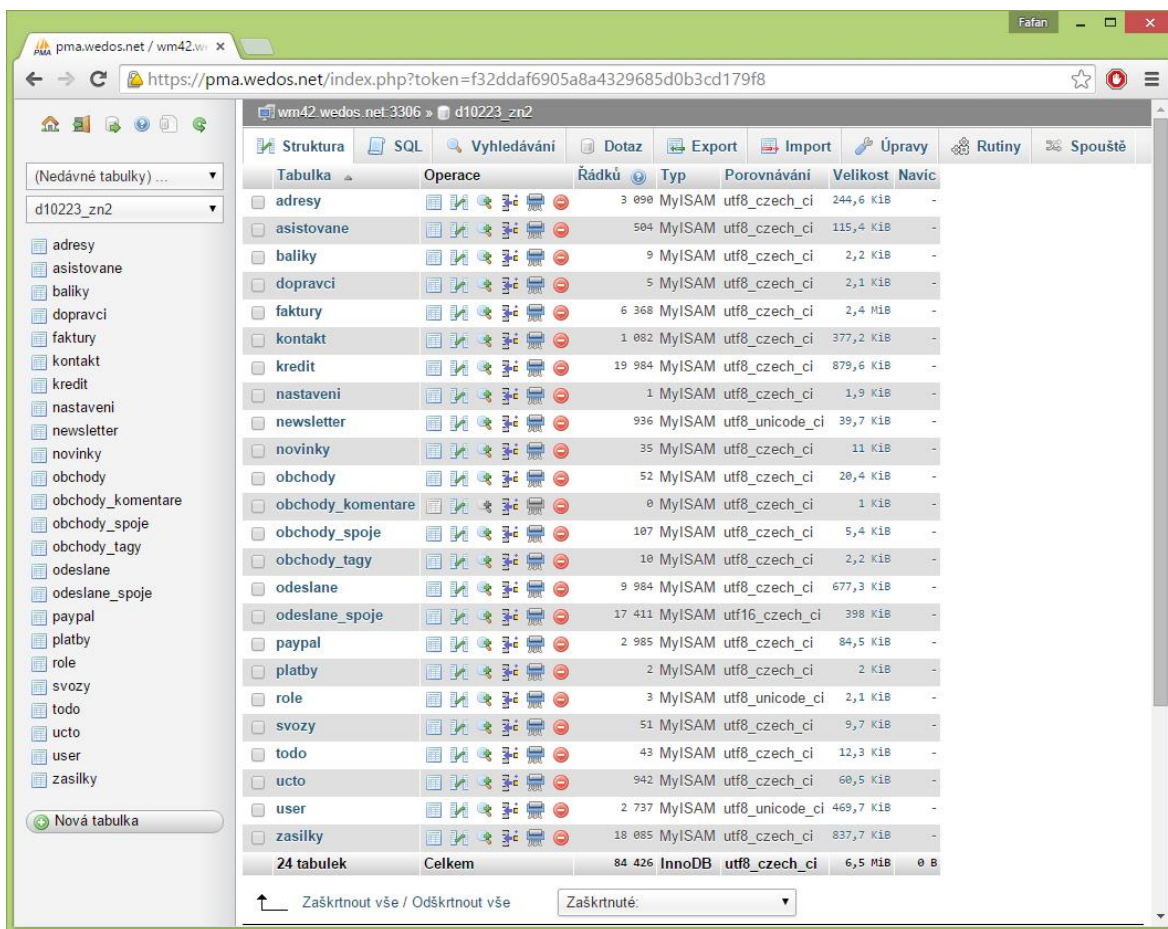 Fafan
pma.wedos.net / wm42.we
https://pma.wedos.net/index.php?token=f32ddaf6905a8a4329685d0b3cd179f8
PMA
(Nedávné tabulky) ...
d10223_zn2
adresy
asistovane
baliky
dopravci
faktury
kontakt
kredit
nastaveni
newsletter
novinky
obchody
obchody_komentare
obchody_spoje
obchody_tagy
odeslane
odeslane_spoje
paypal
platby
role
svozy
todo
ucto
user
zasilky
Nová tabulka
wm42.wedos.net:3306 » d10223_zn2
Struktura SQL Vyhledávání Dotaz Export Import Úpravy Rutiny Spouště
Tabulka Operace Řádků Typ Porovnávání Velikost Navíc
adresy 3 090 MyISAM utf8_czech_ci 244,6 KiB -
asistovane 504 MyISAM utf8_czech_ci 115,4 KiB -
baliky 9 MyISAM utf8_czech_ci 2,2 KiB -
dopravci 5 MyISAM utf8_czech_ci 2,1 KiB -
faktury 6 368 MyISAM utf8_czech_ci 2,4 MiB -
kontakt 1 082 MyISAM utf8_czech_ci 377,2 KiB -
kredit 19 984 MyISAM utf8_czech_ci 879,6 KiB -
nastaveni 1 MyISAM utf8_czech_ci 1,9 KiB -
newsletter 936 MyISAM utf8_unicode_ci 39,7 KiB -
novinky 35 MyISAM utf8_czech_ci 11 KiB -
obchody 52 MyISAM utf8_czech_ci 20,4 KiB -
obchody_komentare 0 MyISAM utf8_czech_ci 1 KiB -
obchody_spoje 107 MyISAM utf8_czech_ci 5,4 KiB -
obchody_tagy 10 MyISAM utf8_czech_ci 2,2 KiB -
odeslane 9 984 MyISAM utf8_czech_ci 677,3 KiB -
odeslane_spoje 17 411 MyISAM utf16_czech_ci 398 KiB -
paypal 2 985 MyISAM utf8_czech_ci 84,5 KiB -
platby 2 MyISAM utf8_czech_ci 2 KiB -
role 3 MyISAM utf8_unicode_ci 2,1 KiB -
svozy 51 MyISAM utf8_czech_ci 9,7 KiB -
todo 43 MyISAM utf8_czech_ci 12,3 KiB -
ucto 942 MyISAM utf8_czech_ci 60,5 KiB -
user 2 737 MyISAM utf8_unicode_ci 469,7 KiB -
zasilky 18 085 MyISAM utf8_czech_ci 837,7 KiB -
24 tabulek Celkem 84 426 InnoDB utf8_czech_ci 6,5 MiB 0 B
Zaškrtnout vše / Odškrtnout vše Zaškrtnuté: